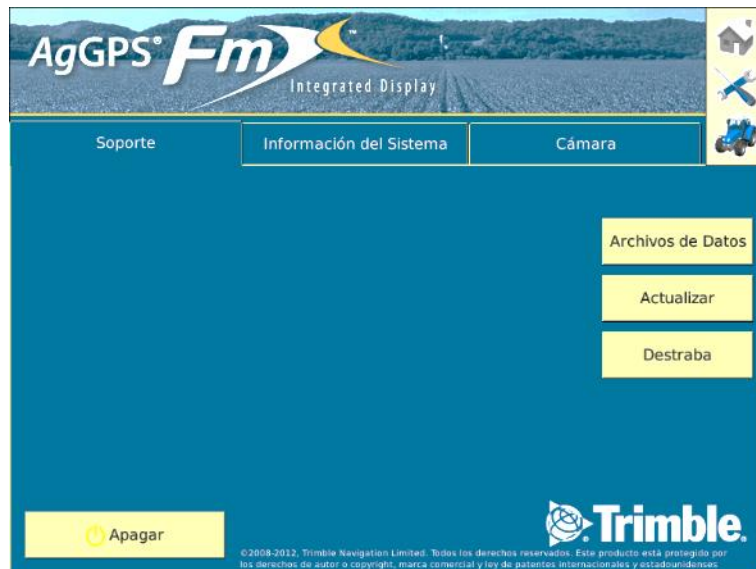 AgGPS® FmX™
Integrated Display
Soporte
Información del Sistema
Cámara
Archivos de Datos
Actualizar
Destraba
Apagar
Trimble.
©2008-2012, Trimble Navigation Limited. Todos los derechos reservados. Este producto está protegido por
los derechos de autor o copyright, marca comercial y ley de patentes internacionales y estadounidenses